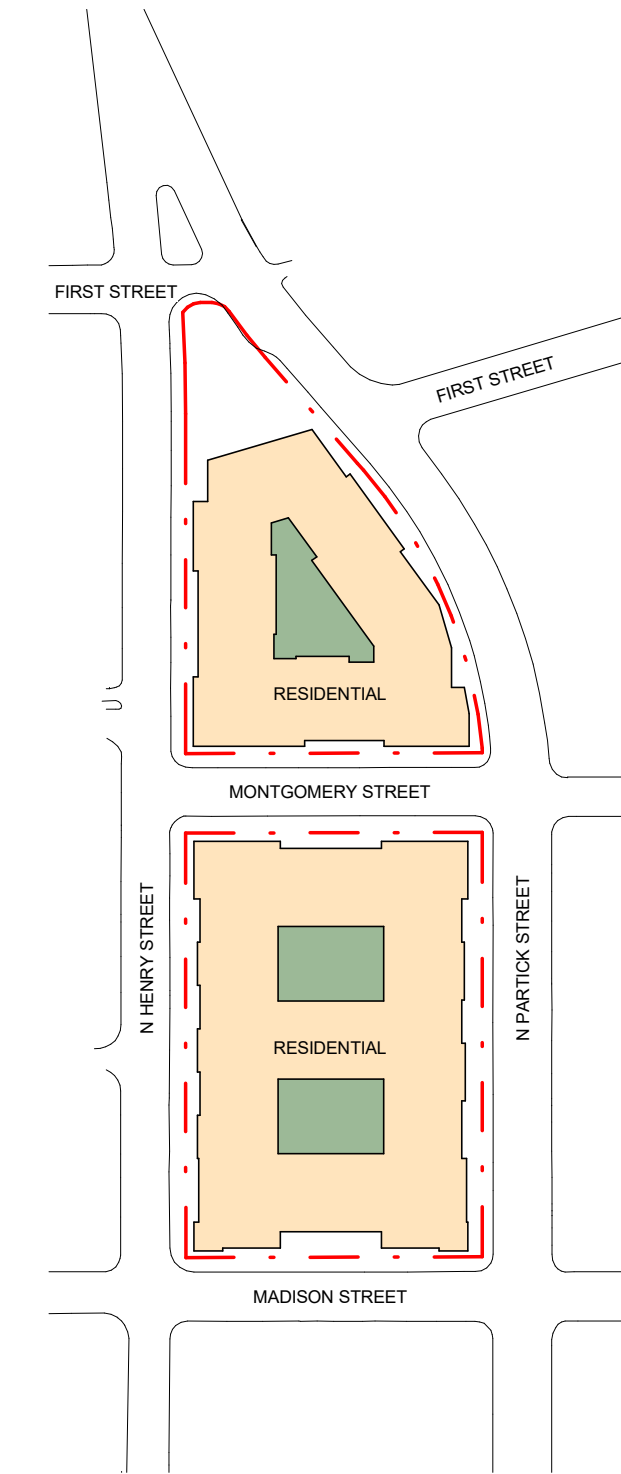 FIRST STREET
FIRST STREET
RESIDENTIAL
MONTGOMERY STREET
N HENRY STREET
N PARTICK STREET
RESIDENTIAL
MADISON STREET